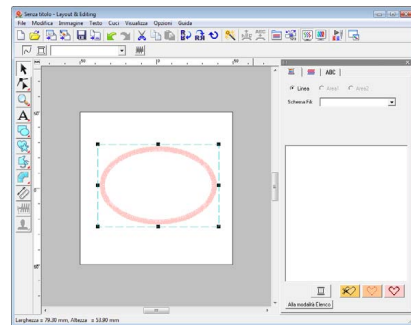 Senza titolo - Layout & Editing
File Modifica Immagine Testo Cuci Visualizza Opzioni Guida
ABC
Linea Area1 Area2
Schema Fili
A
Alla modalità Elenco
Larghezza = 79,30 mm, Altezza = 53,90 mm